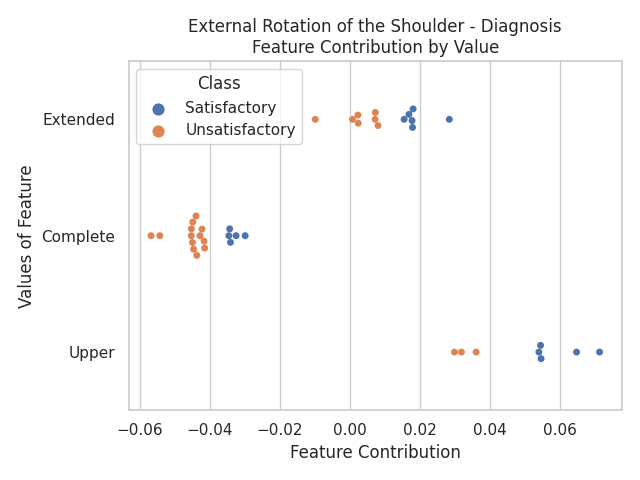 External Rotation of the Shoulder - Diagnosis
Feature Contribution by Value
Class
Satisfactory
Unsatisfactory
Values of Feature
Extended
Complete
Upper
−0.06 −0.04 −0.02 0.00 0.02 0.04 0.06
Feature Contribution